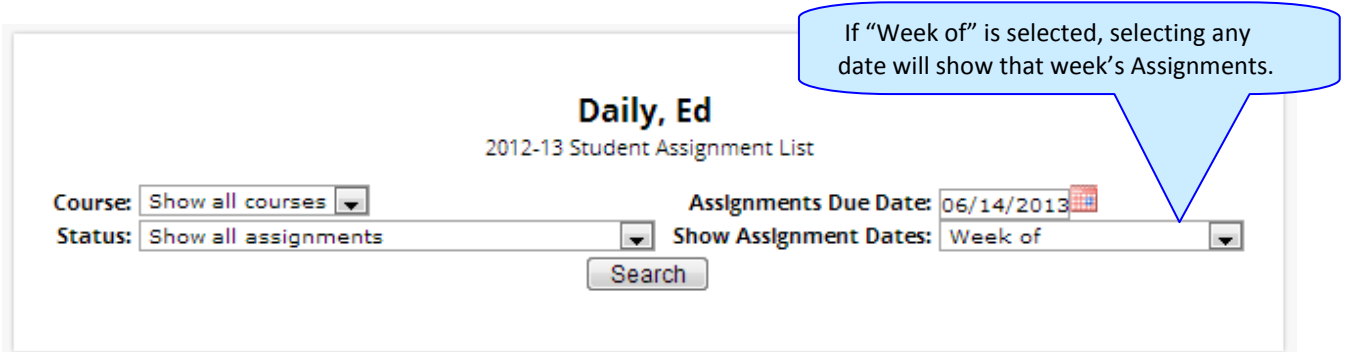 If “Week of” is selected, selecting any
date will show that week’s Assignments.
Daily, Ed
2012-13 Student Assignment List
Course: Show all courses Assignments Due Date: 06/14/2013
Status: Show all assignments Show Assignment Dates: Week of
Search